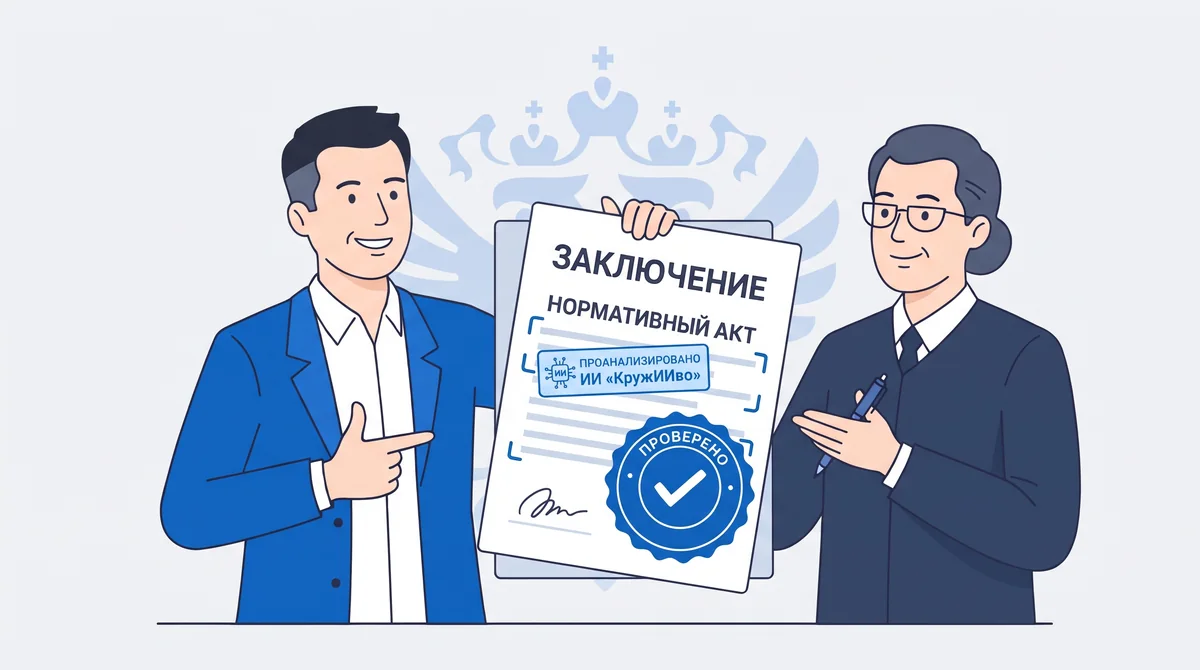 ЗАКЛЮЧЕНИЕ
НОРМАТИВНЫЙ АКТ
ИИ
ПРОАНАЛИЗИРОВАНО
ИИ «КружИИво»
ПРОВЕРЕНО